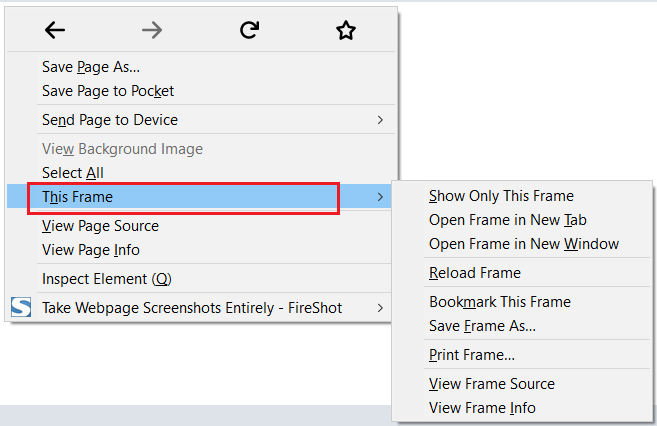 Save Page As...
Save Page to Pocket
Send Page to Device
View Background Image
Select All
This Frame
View Page Source
View Page Info
Inspect Element (Q)
Take Webpage Screenshots Entirely - FireShot
Show Only This Frame
Open Frame in New Tab
Open Frame in New Window
Reload Frame
Bookmark This Frame
Save Frame As...
Print Frame...
View Frame Source
View Frame Info